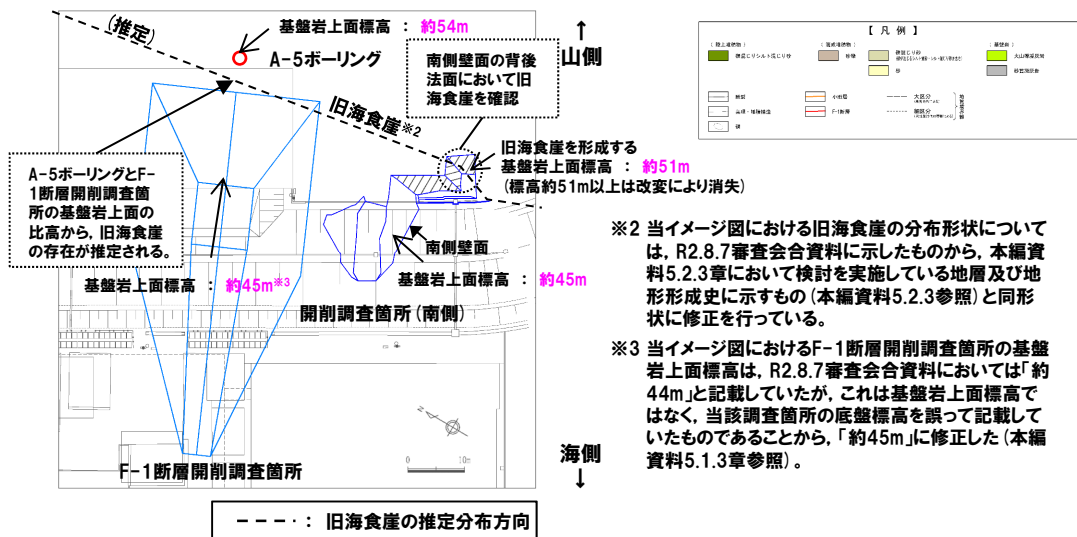 (推定)
基盤岩上面標高 : 約54m
A-5ボーリング
↑
山側
南側壁面の背後
法面において旧
海食崖を確認
旧海食崖※2
旧海食崖を形成する
基盤岩上面標高 : 約51m
(標高約51m以上は改変により消失)
A-5ボーリングとF-
1断層開削調査箇
所の基盤岩上面の
比高から，旧海食崖
の存在が推定される。
南側壁面
基盤岩上面標高 : 約45m※3
基盤岩上面標高 : 約45m
開削調査箇所(南側)
N
0 10m
F-1断層開削調査箇所
海側
↓
---- : 旧海食崖の推定分布方向
【 凡 例 】
砂
小断層
F-1断層
大区分
細区分
礫
※2 当イメージ図における旧海食崖の分布形状について
は，R2.8.7審査会合資料に示したものから，本編資
料5.2.3章において検討を実施している地層及び地
形形成史に示すもの(本編資料5.2.3参照)と同形
状に修正を行っている。
※3 当イメージ図におけるF-1断層開削調査箇所の基盤
岩上面標高は，R2.8.7審査会合資料においては「約
44m」と記載していたが，これは基盤岩上面標高で
はなく，当該調査箇所の底盤標高を誤って記載して
いたものであることから，「約45m」に修正した(本編
資料5.1.3章参照)。